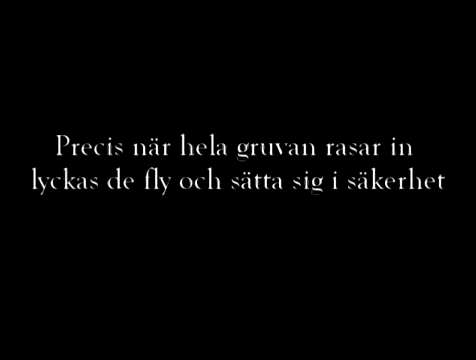 Precis när hela gruvan rasar in
lyckas de fly och sätta sig i säkerhet